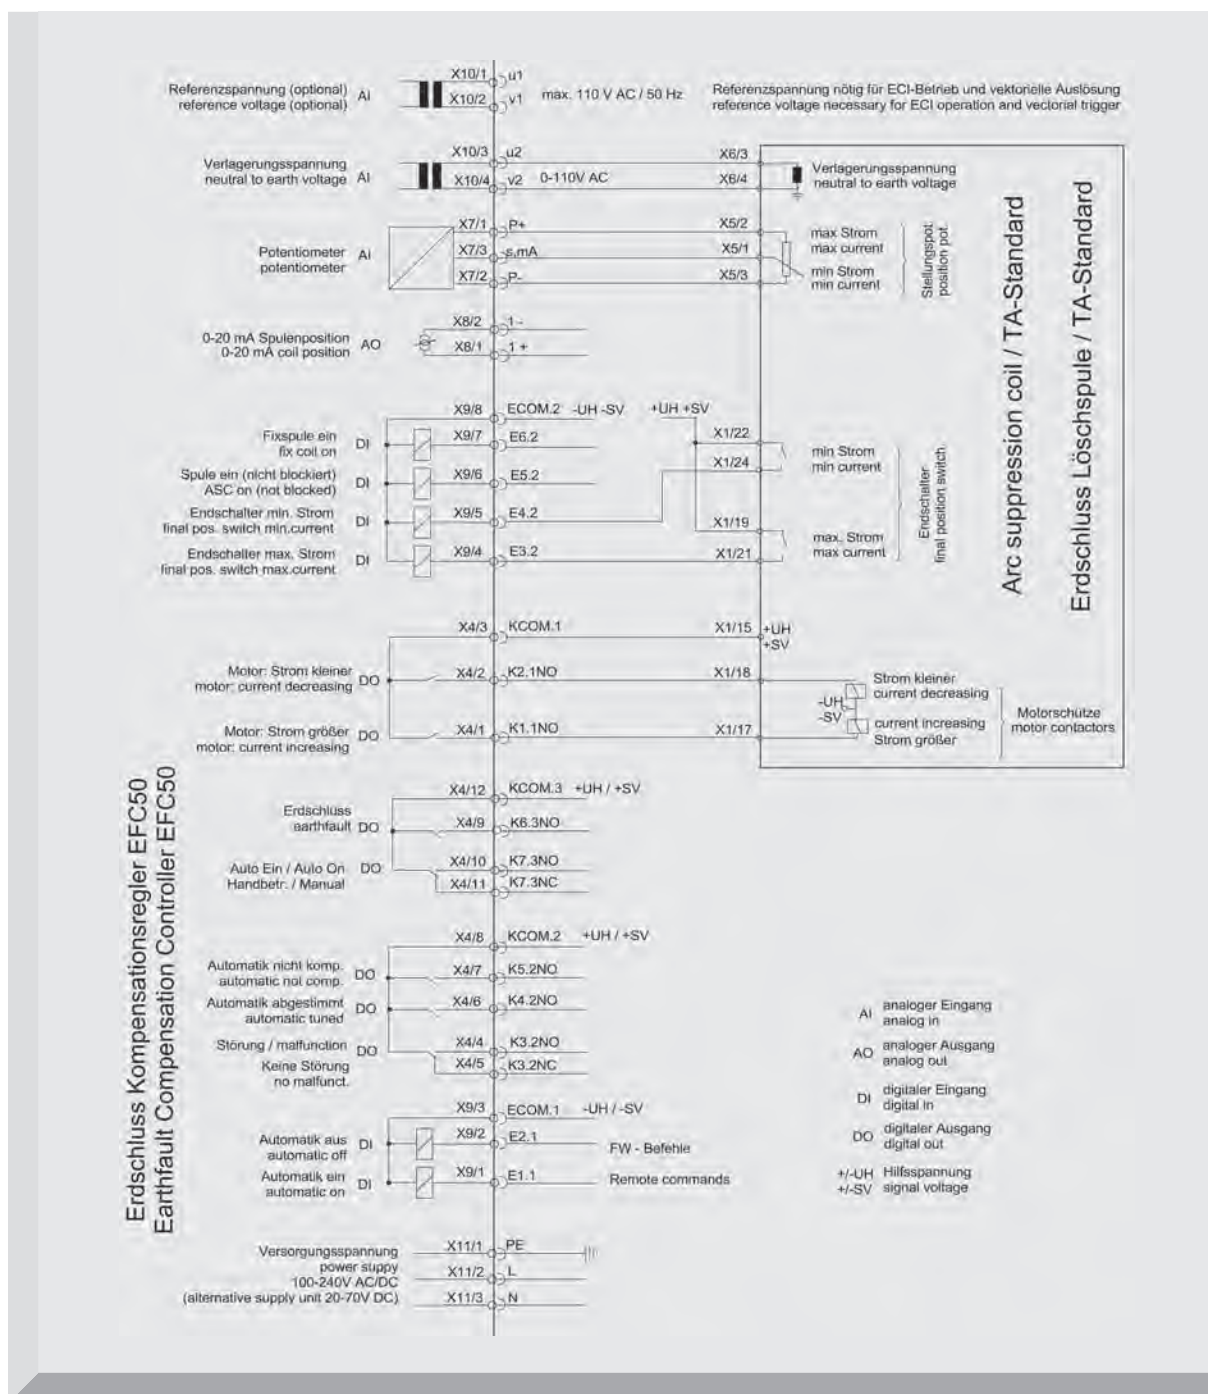 X10/1 u1
Referenzspannung (optional)
reference voltage (optional)
AI
X10/2 v1
max. 110 V AC / 50 Hz
Referenzspannung nötig für ECI-Betrieb und vektorielle Auslösung
reference voltage necessary for ECI operation and vectorial trigger
X10/3 u2
X6/3
Verlagerungsspannung
neutral to earth voltage
AI
X10/4 v2
0-110V AC
X6/4
Verlagerungsspannung
neutral to earth voltage
X7/1 P+
X5/2
Potentiometer
potentiometer
AI
X7/3 s,mA
X5/1
X7/2 P-
X5/3
max Strom
max current
min Strom
min current
Stellungspot.
position pot.
X8/2 1 -
0-20 mA Spulenposition
0-20 mA coil position
AO
X8/1 1 +
X9/8 ECOM.2 -UH -SV +UH +SV
Fixspule ein
fix coil on
DI
X9/7 E6.2
X1/22
Spule ein (nicht blockiert)
ASC on (not blocked)
DI
X9/6 E5.2
X1/24
min Strom
min current
Endschalter min. Strom
final pos. switch min.current
DI
X9/5 E4.2
X1/19
Endschalter max. Strom
final pos. switch max.current
DI
X9/4 E3.2
X1/21
max. Strom
max current
Endschalter
final position switch
Arc suppression coil / TA-Standard
Erdschluss Löschspule / TA-Standard
X4/3 KCOM.1
X1/15
+UH
+SV
Motor: Strom kleiner
motor: current decreasing
DO
X4/2 K2.1NO
X1/18
Strom kleiner
current decreasing
-UH
-SV
Motor: Strom größer
motor: current increasing
DO
X4/1 K1.1NO
X1/17
current increasing
Strom größer
Motorschütze
motor contactors
X4/12 KCOM.3 +UH / +SV
Erdschluss
earthfault
DO
X4/9 K6.3NO
Auto Ein / Auto On
Handbetr. / Manual
DO
X4/10 K7.3NO
X4/11 K7.3NC
Erdschluss Kompensationsregler EFC50
Earthfault Compensation Controller EFC50
X4/8 KCOM.2 +UH / +SV
Automatik nicht komp.
automatic not comp.
DO
X4/7 K5.2NO
Automatik abgestimmt
automatic tuned
DO
X4/6 K4.2NO
Störung / malfunction
DO
X4/4 K3.2NO
Keine Störung
no malfunct.
X4/5 K3.2NC
X9/3 ECOM.1 -UH / -SV
Automatik aus
automatic off
DI
X9/2 E2.1
FW - Befehle
Automatik ein
automatic on
DI
X9/1 E1.1
Remote commands
Versorgungsspannung
power suppy
100-240V AC/DC
(alternative supply unit 20-70V DC)
X11/1 PE
X11/2 L
X11/3 N
AI analoger Eingang
analog in
AO analoger Ausgang
analog out
DI digitaler Eingang
digital in
DO digitaler Ausgang
digital out
+/-UH Hilfsspannung
+/-SV signal voltage